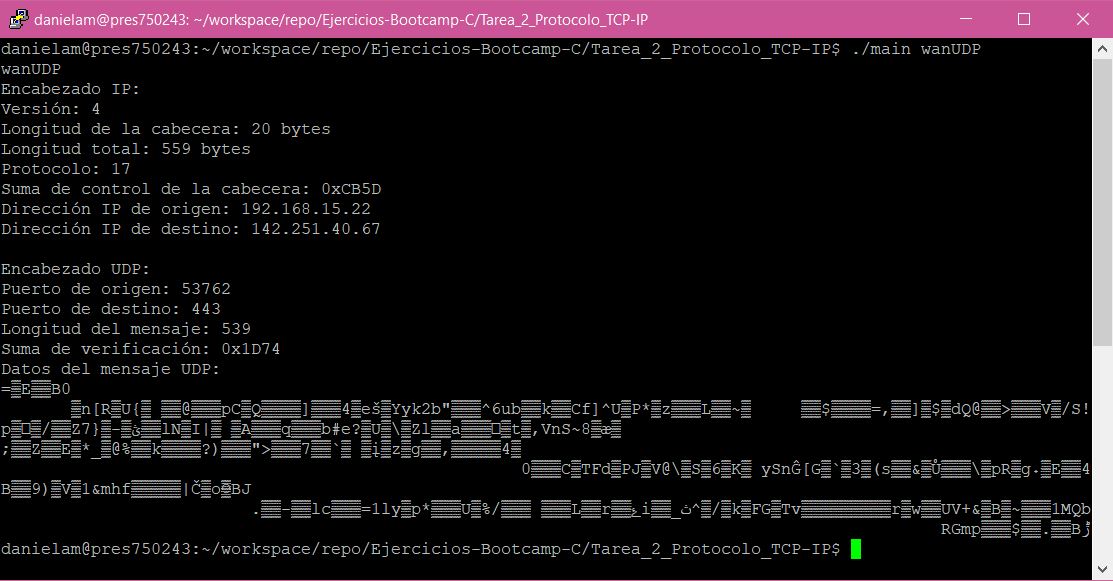 danielam@pres750243: ~/workspace/repo/Ejercicios-Bootcamp-C/Tarea_2_Protocolo_TCP-IP
danielam@pres750243:~/workspace/repo/Ejercicios-Bootcamp-C/Tarea_2_Protocolo_TCP-IP$ ./main wanUDP
wanUDP
Encabezado IP:
Versión: 4
Longitud de la cabecera: 20 bytes
Longitud total: 559 bytes
Protocolo: 17
Suma de control de la cabecera: 0xCB5D
Dirección IP de origen: 192.168.15.22
Dirección IP de destino: 142.251.40.67
Encabezado UDP:
Puerto de origen: 53762
Puerto de destino: 443
Longitud del mensaje: 539
Suma de verificación: 0x1D74
Datos del mensaje UDP:
=▒E▒▒B0
danielam@pres750243:~/workspace/repo/Ejercicios-Bootcamp-C/Tarea_2_Protocolo_TCP-IP$